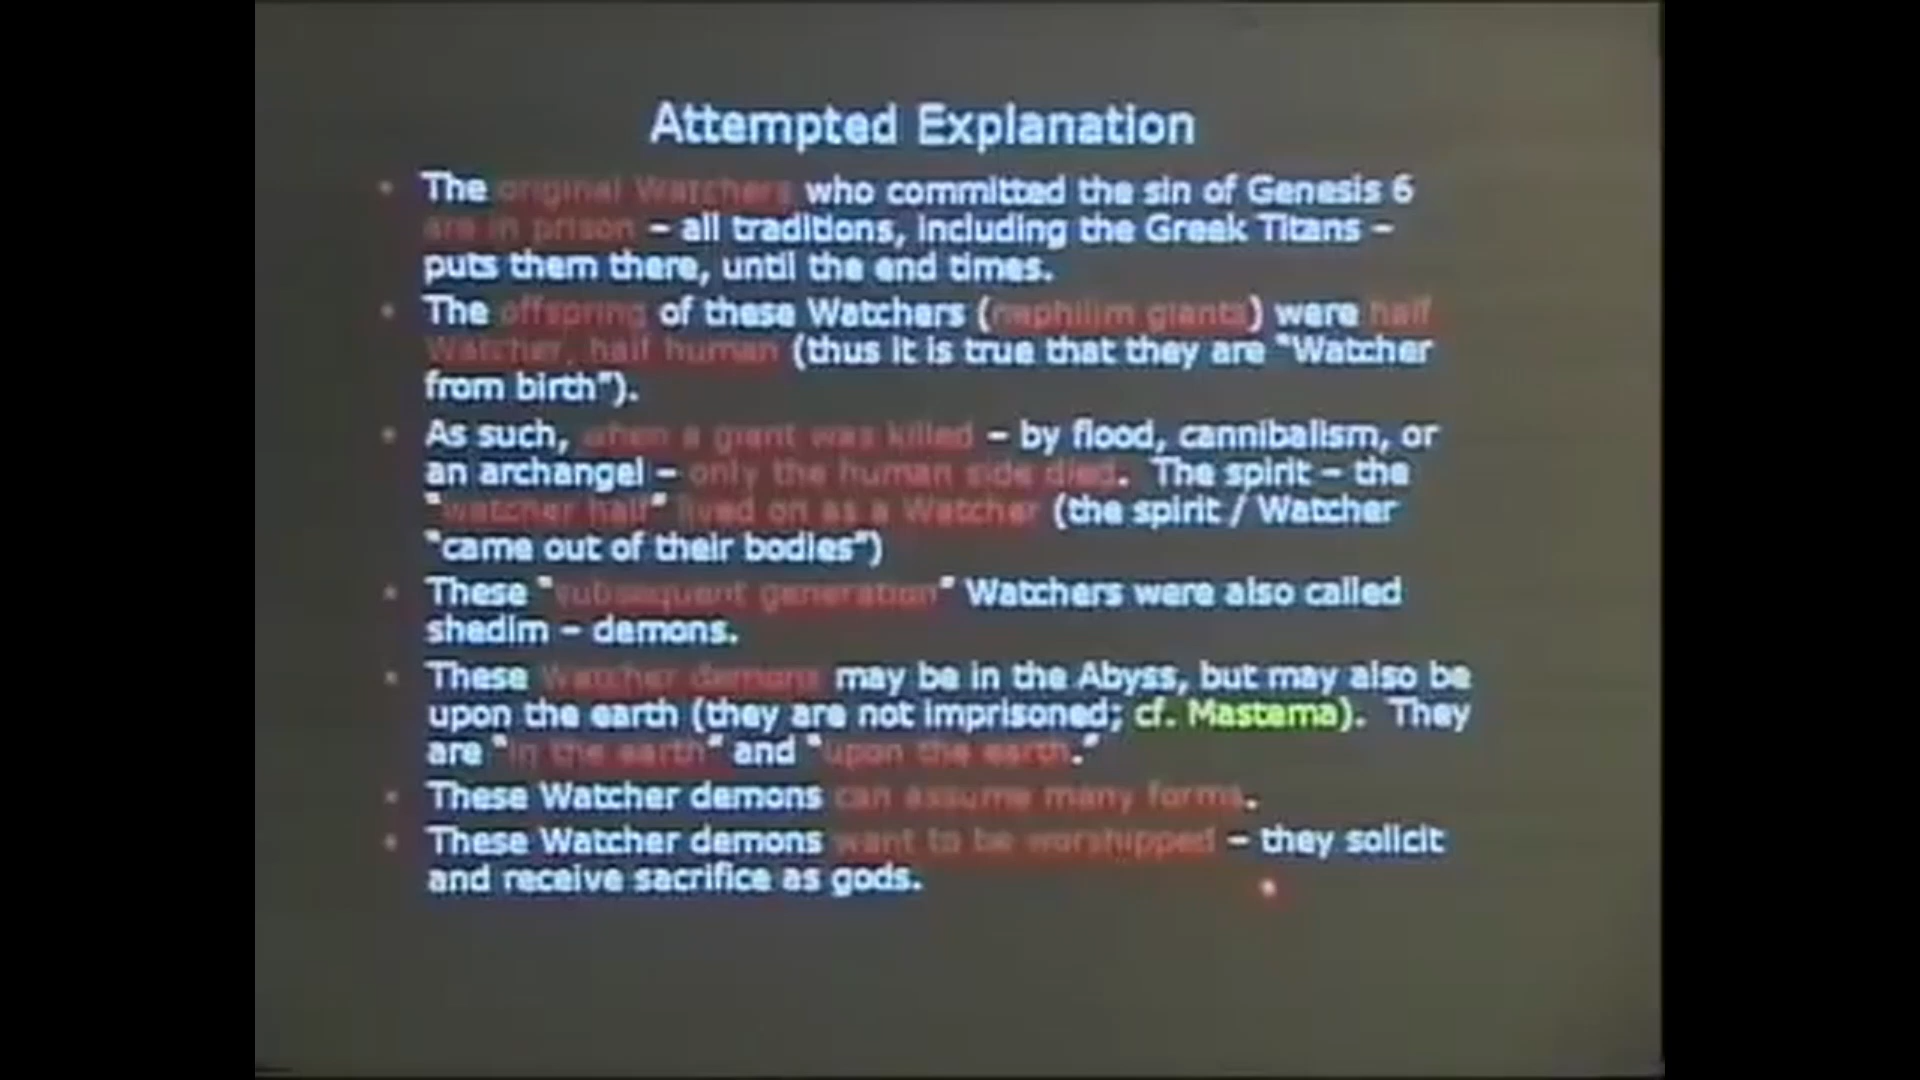 Attempted Explanation
• The original Watchers who committed the sin of Genesis 6
are in prison – all traditions, including the Greek Titans –
puts them there, until the end times.
• The offspring of these Watchers (nephilim giants) were half
Watcher, half human (thus it is true that they are "Watcher
from birth").
• As such, when a giant was killed – by flood, cannibalism, or
an archangel – only the human side died. The spirit – the
"watcher half" lived on as a Watcher (the spirit / Watcher
"came out of their bodies")
• These "subsequent generation" Watchers were also called
shedim – demons.
• These Watcher demons may be in the Abyss, but may also be
upon the earth (they are not imprisoned; cf. Mastema). They
are "in the earth" and "upon the earth."
• These Watcher demons can assume many forms.
• These Watcher demons want to be worshipped – they solicit
and receive sacrifice as gods.